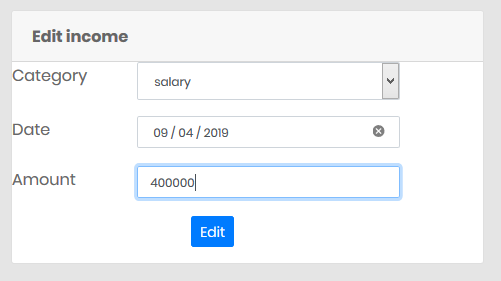 Edit income
Category salary
Date 09 / 04 / 2019
Amount 400000
Edit